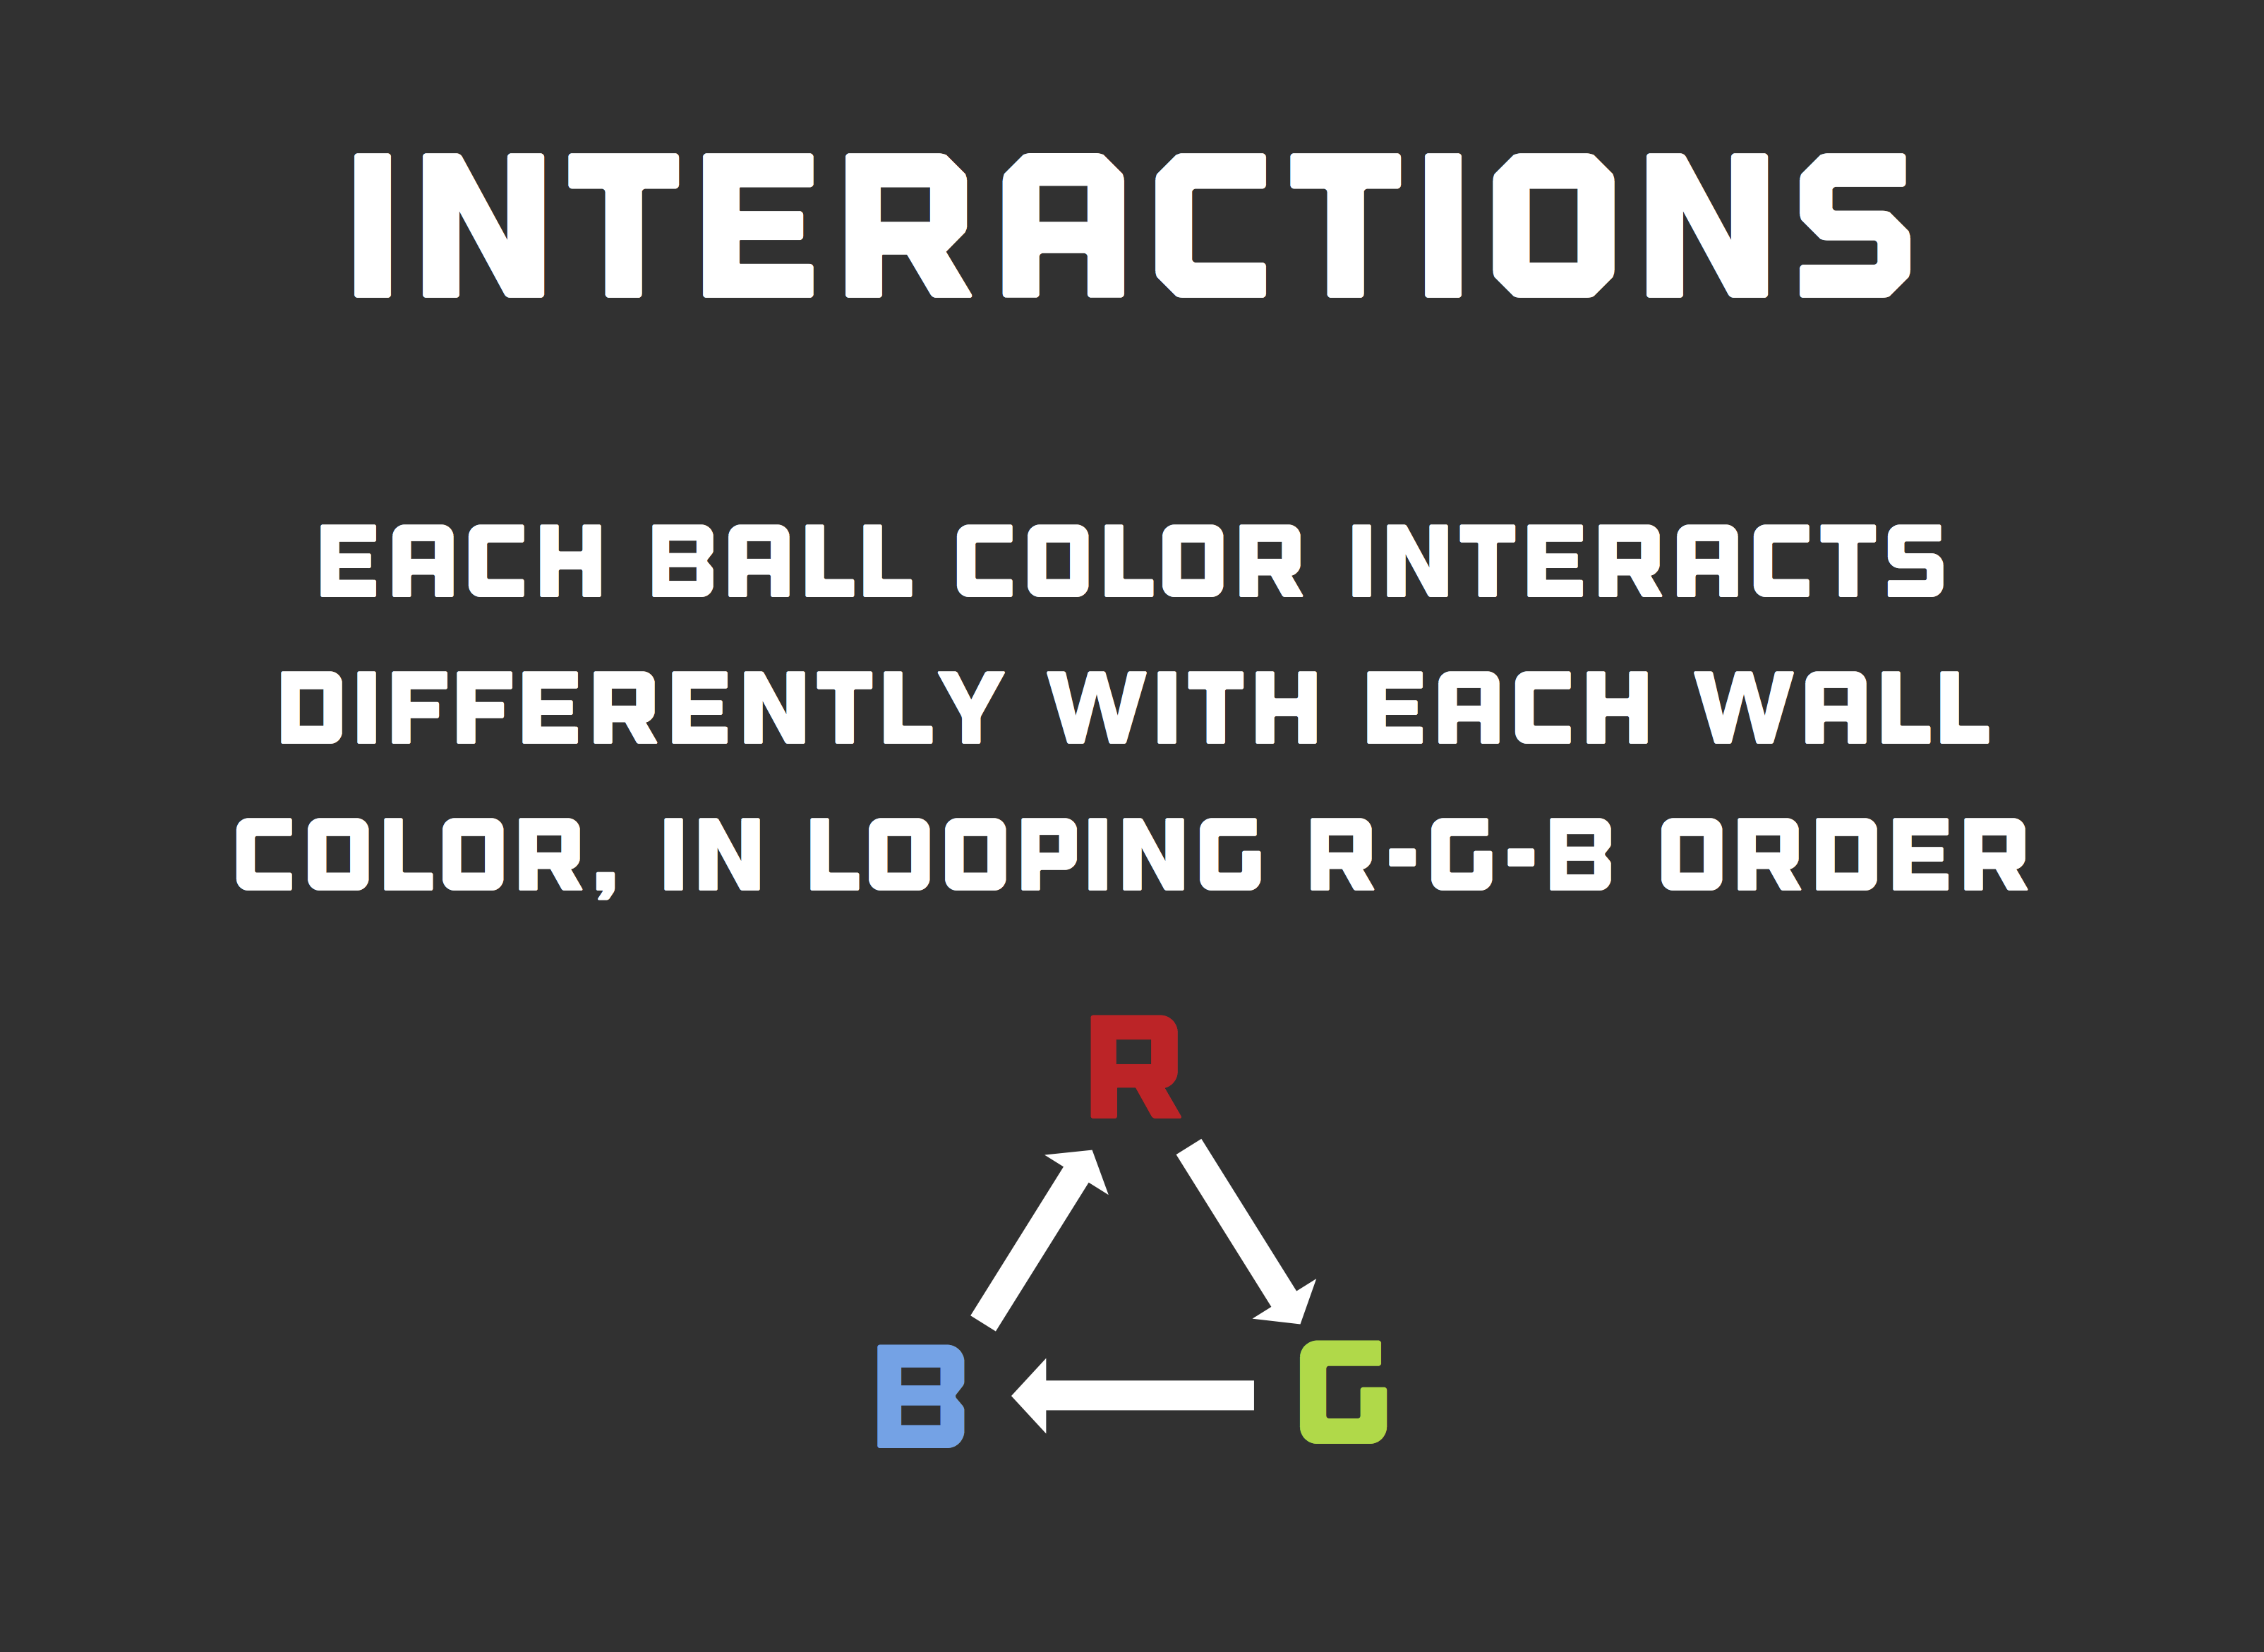 INTERACTIONS
EACH BALL COLOR INTERACTS
DIFFERENTLY WITH EACH WALL
COLOR, IN LOOPING R-G-B ORDER
R
B
G